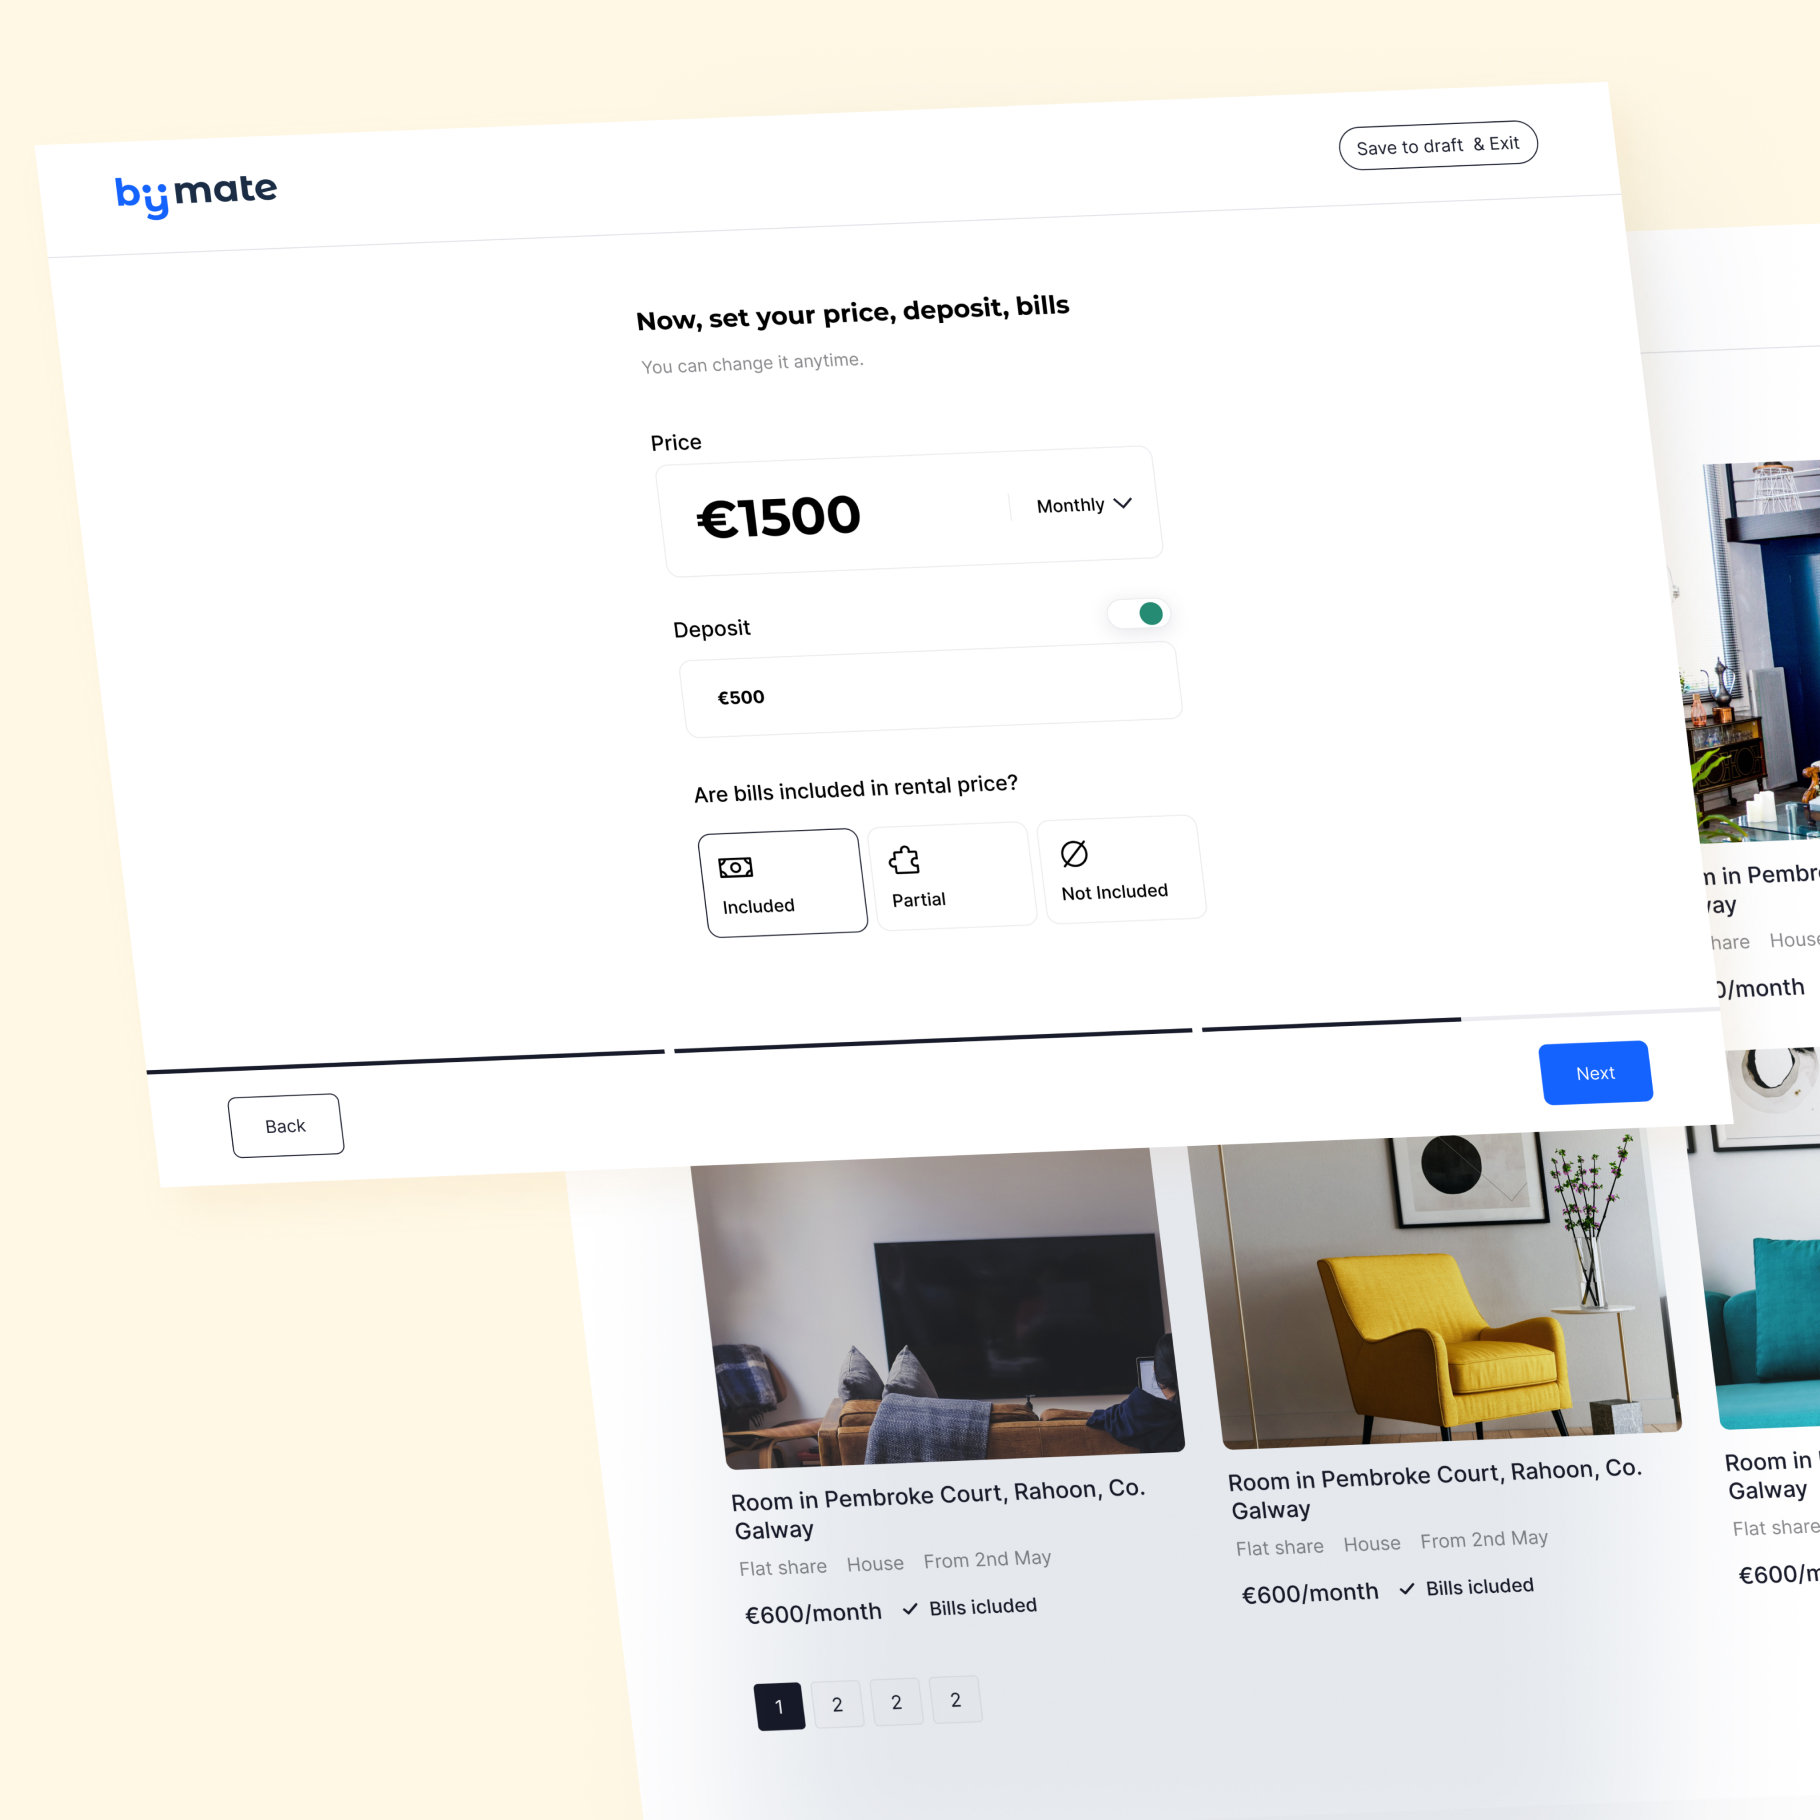 bymate
Save to draft & Exit
Now, set your price, deposit, bills
You can change it anytime.
Price
€1500
Monthly
Deposit
€500
Are bills included in rental price?
Included
Partial
Not Included
Back
Next
in Pembr
House
/month
Room in Pembroke Court, Rahoon, Co.
Galway
Flat share House From 2nd May
€600/month Bills icluded
Room in Pembroke Court, Rahoon, Co.
Galway
Flat share House From 2nd May
€600/month Bills icluded
Room in
Galway
Flat share
€600/m
1 2 2 2